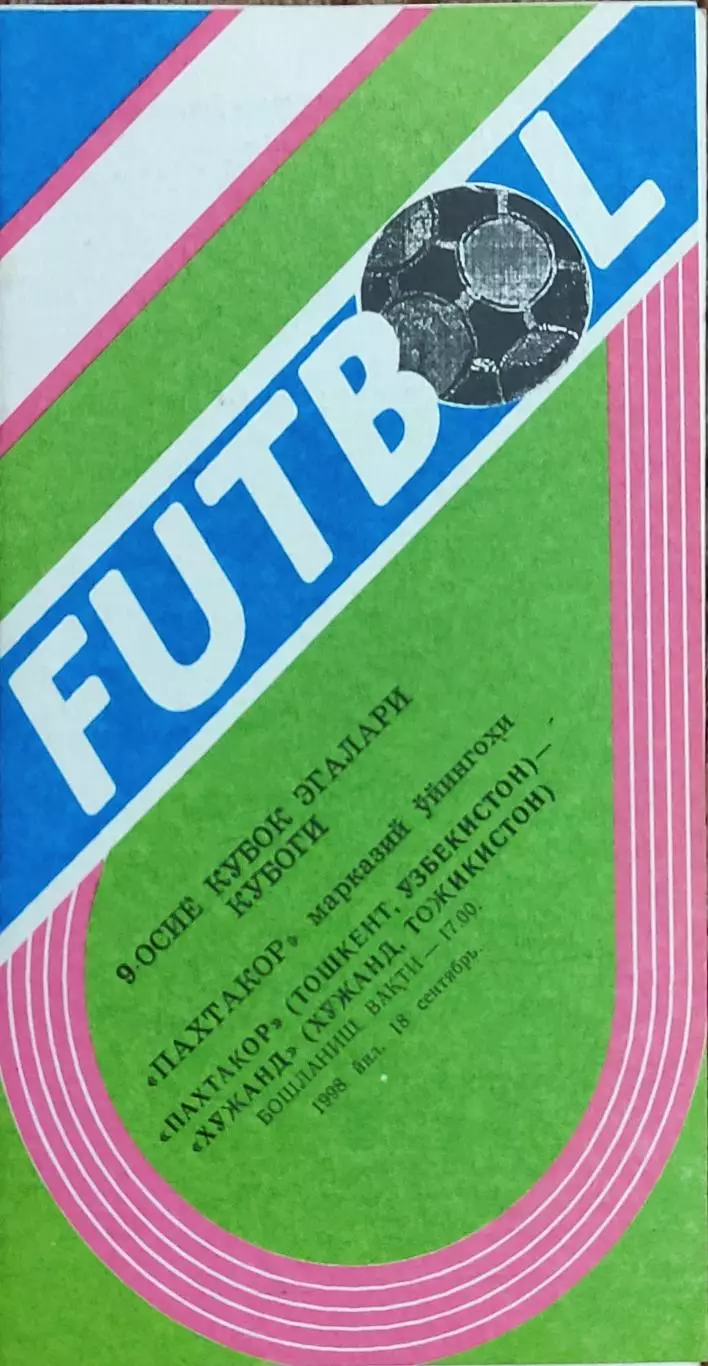 FUTBOL
9-ОСИЕ КУБОК ЭГАЛАРИ
КУБОГИ
«ПАХТАКОР» марказий ўйингоҳи
«ПАХТАКОР» (ТОШКЕНТ, УЗБЕКИСТОН)—
«ХУЖАНД» (ХУЖАНД, ТОЖИКИСТОН)
БОШЛАНИШ ВАҚТИ — 17.00.
1998 йил. 18 сентябрь.